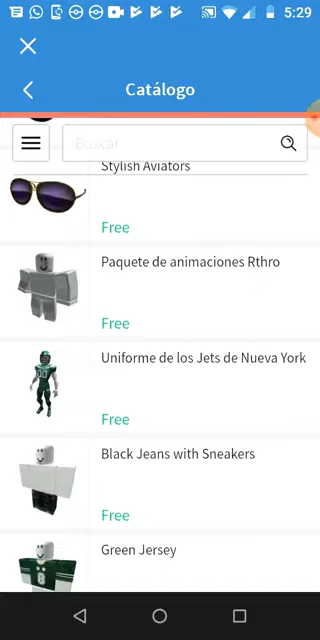 5:29
Catálogo
Buscar
Stylish Aviators
Free
Paquete de animaciones Rthro
Free
Uniforme de los Jets de Nueva York
Free
Black Jeans with Sneakers
Free
Green Jersey